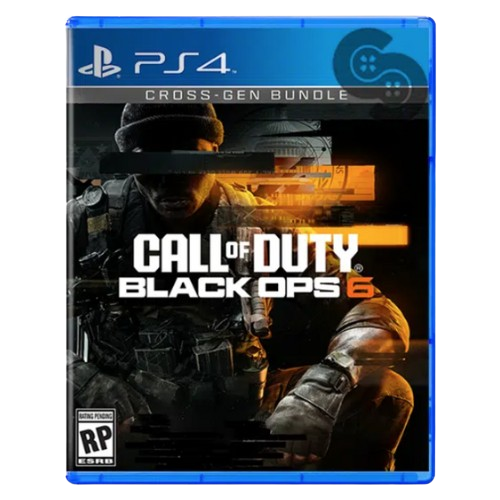 PS4
CROSS-GEN BUNDLE
CALL OF DUTY®
BLACK OPS 6
RATING PENDING
RP
ESRB